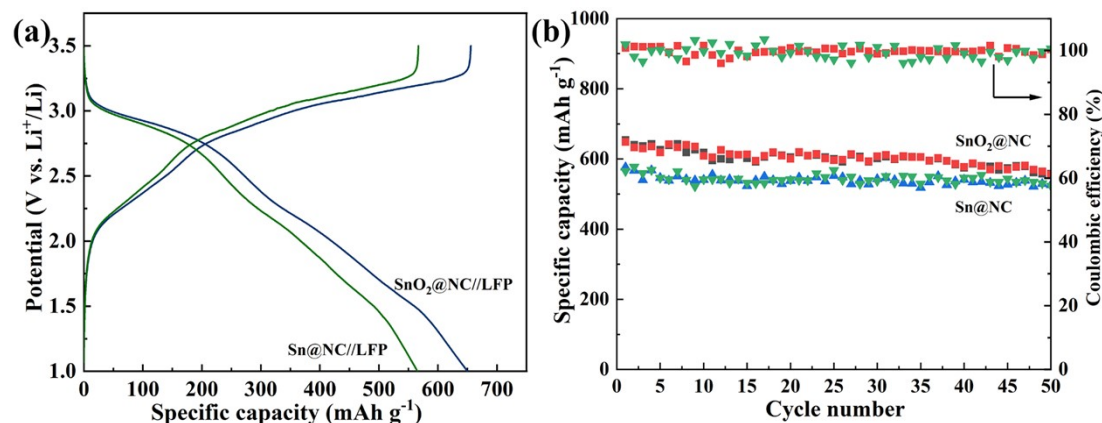 (a)
3.5
3.0
2.5
2.0
1.5
1.0
Potential (V vs. Li⁺/Li)
SnO₂@NC//LFP
Sn@NC//LFP
0 100 200 300 400 500 600 700
Specific capacity (mAh g⁻¹)
(b)
1000
800
600
400
200
0
Specific capacity (mAh g⁻¹)
SnO₂@NC
Sn@NC
100
80
60
40
20
0
Coulombic efficiency (%)
0 5 10 15 20 25 30 35 40 45 50
Cycle number